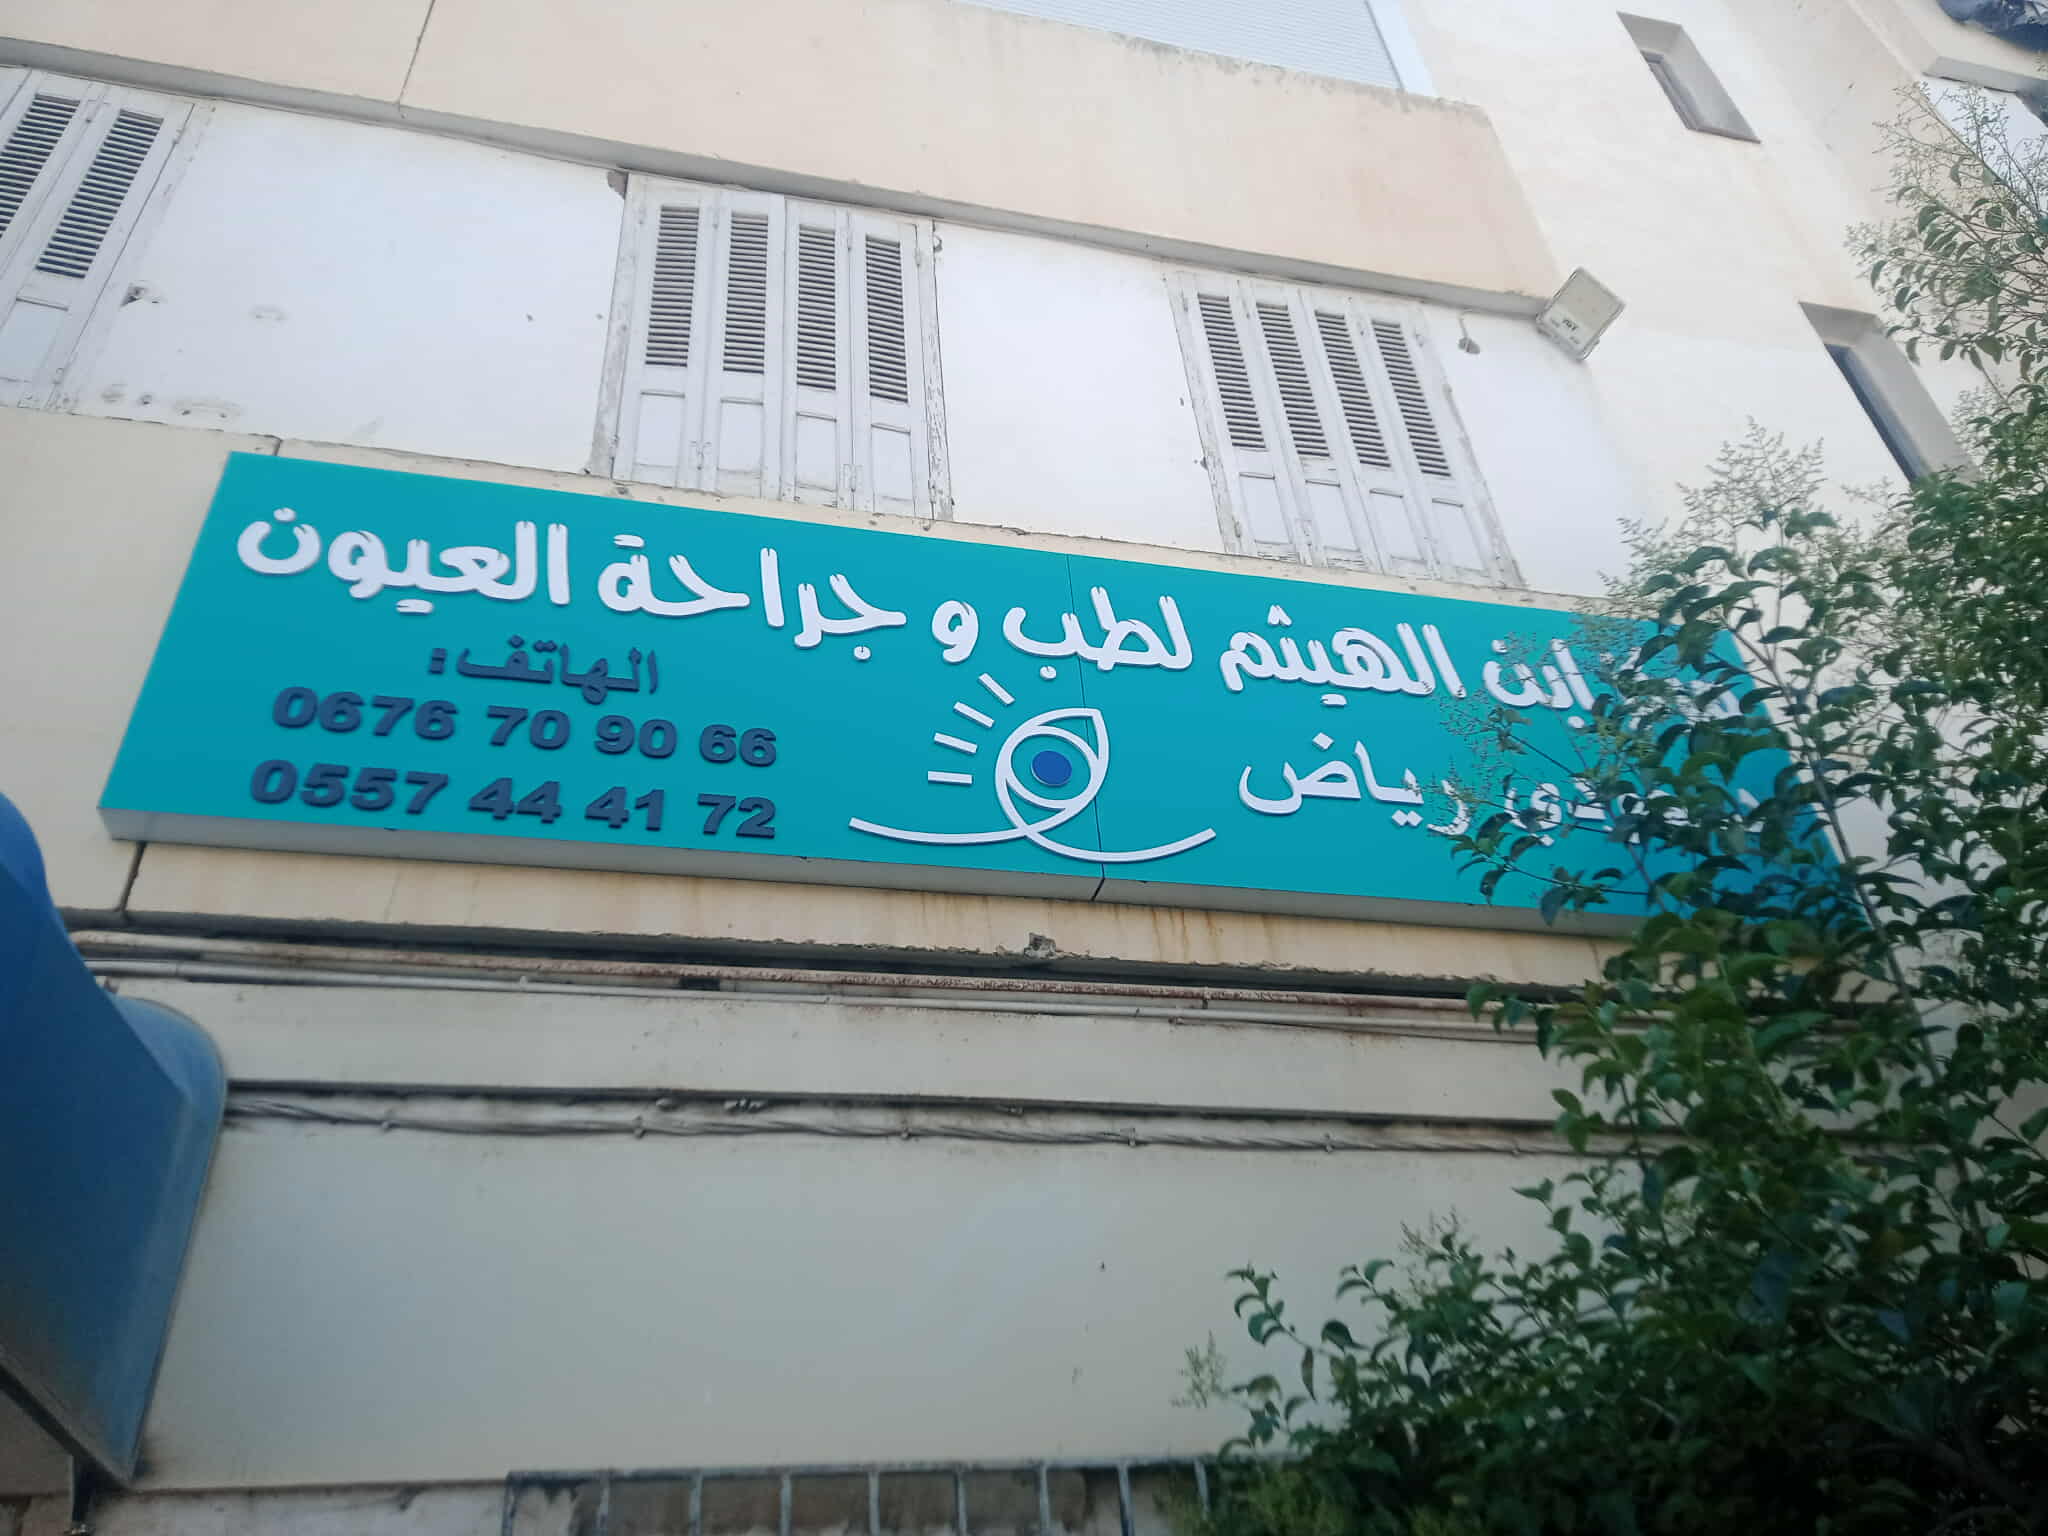 ابن الهيثم لطب و جراحة العيون
رياض
الهاتف:
0676 70 90 66
0557 44 41 72